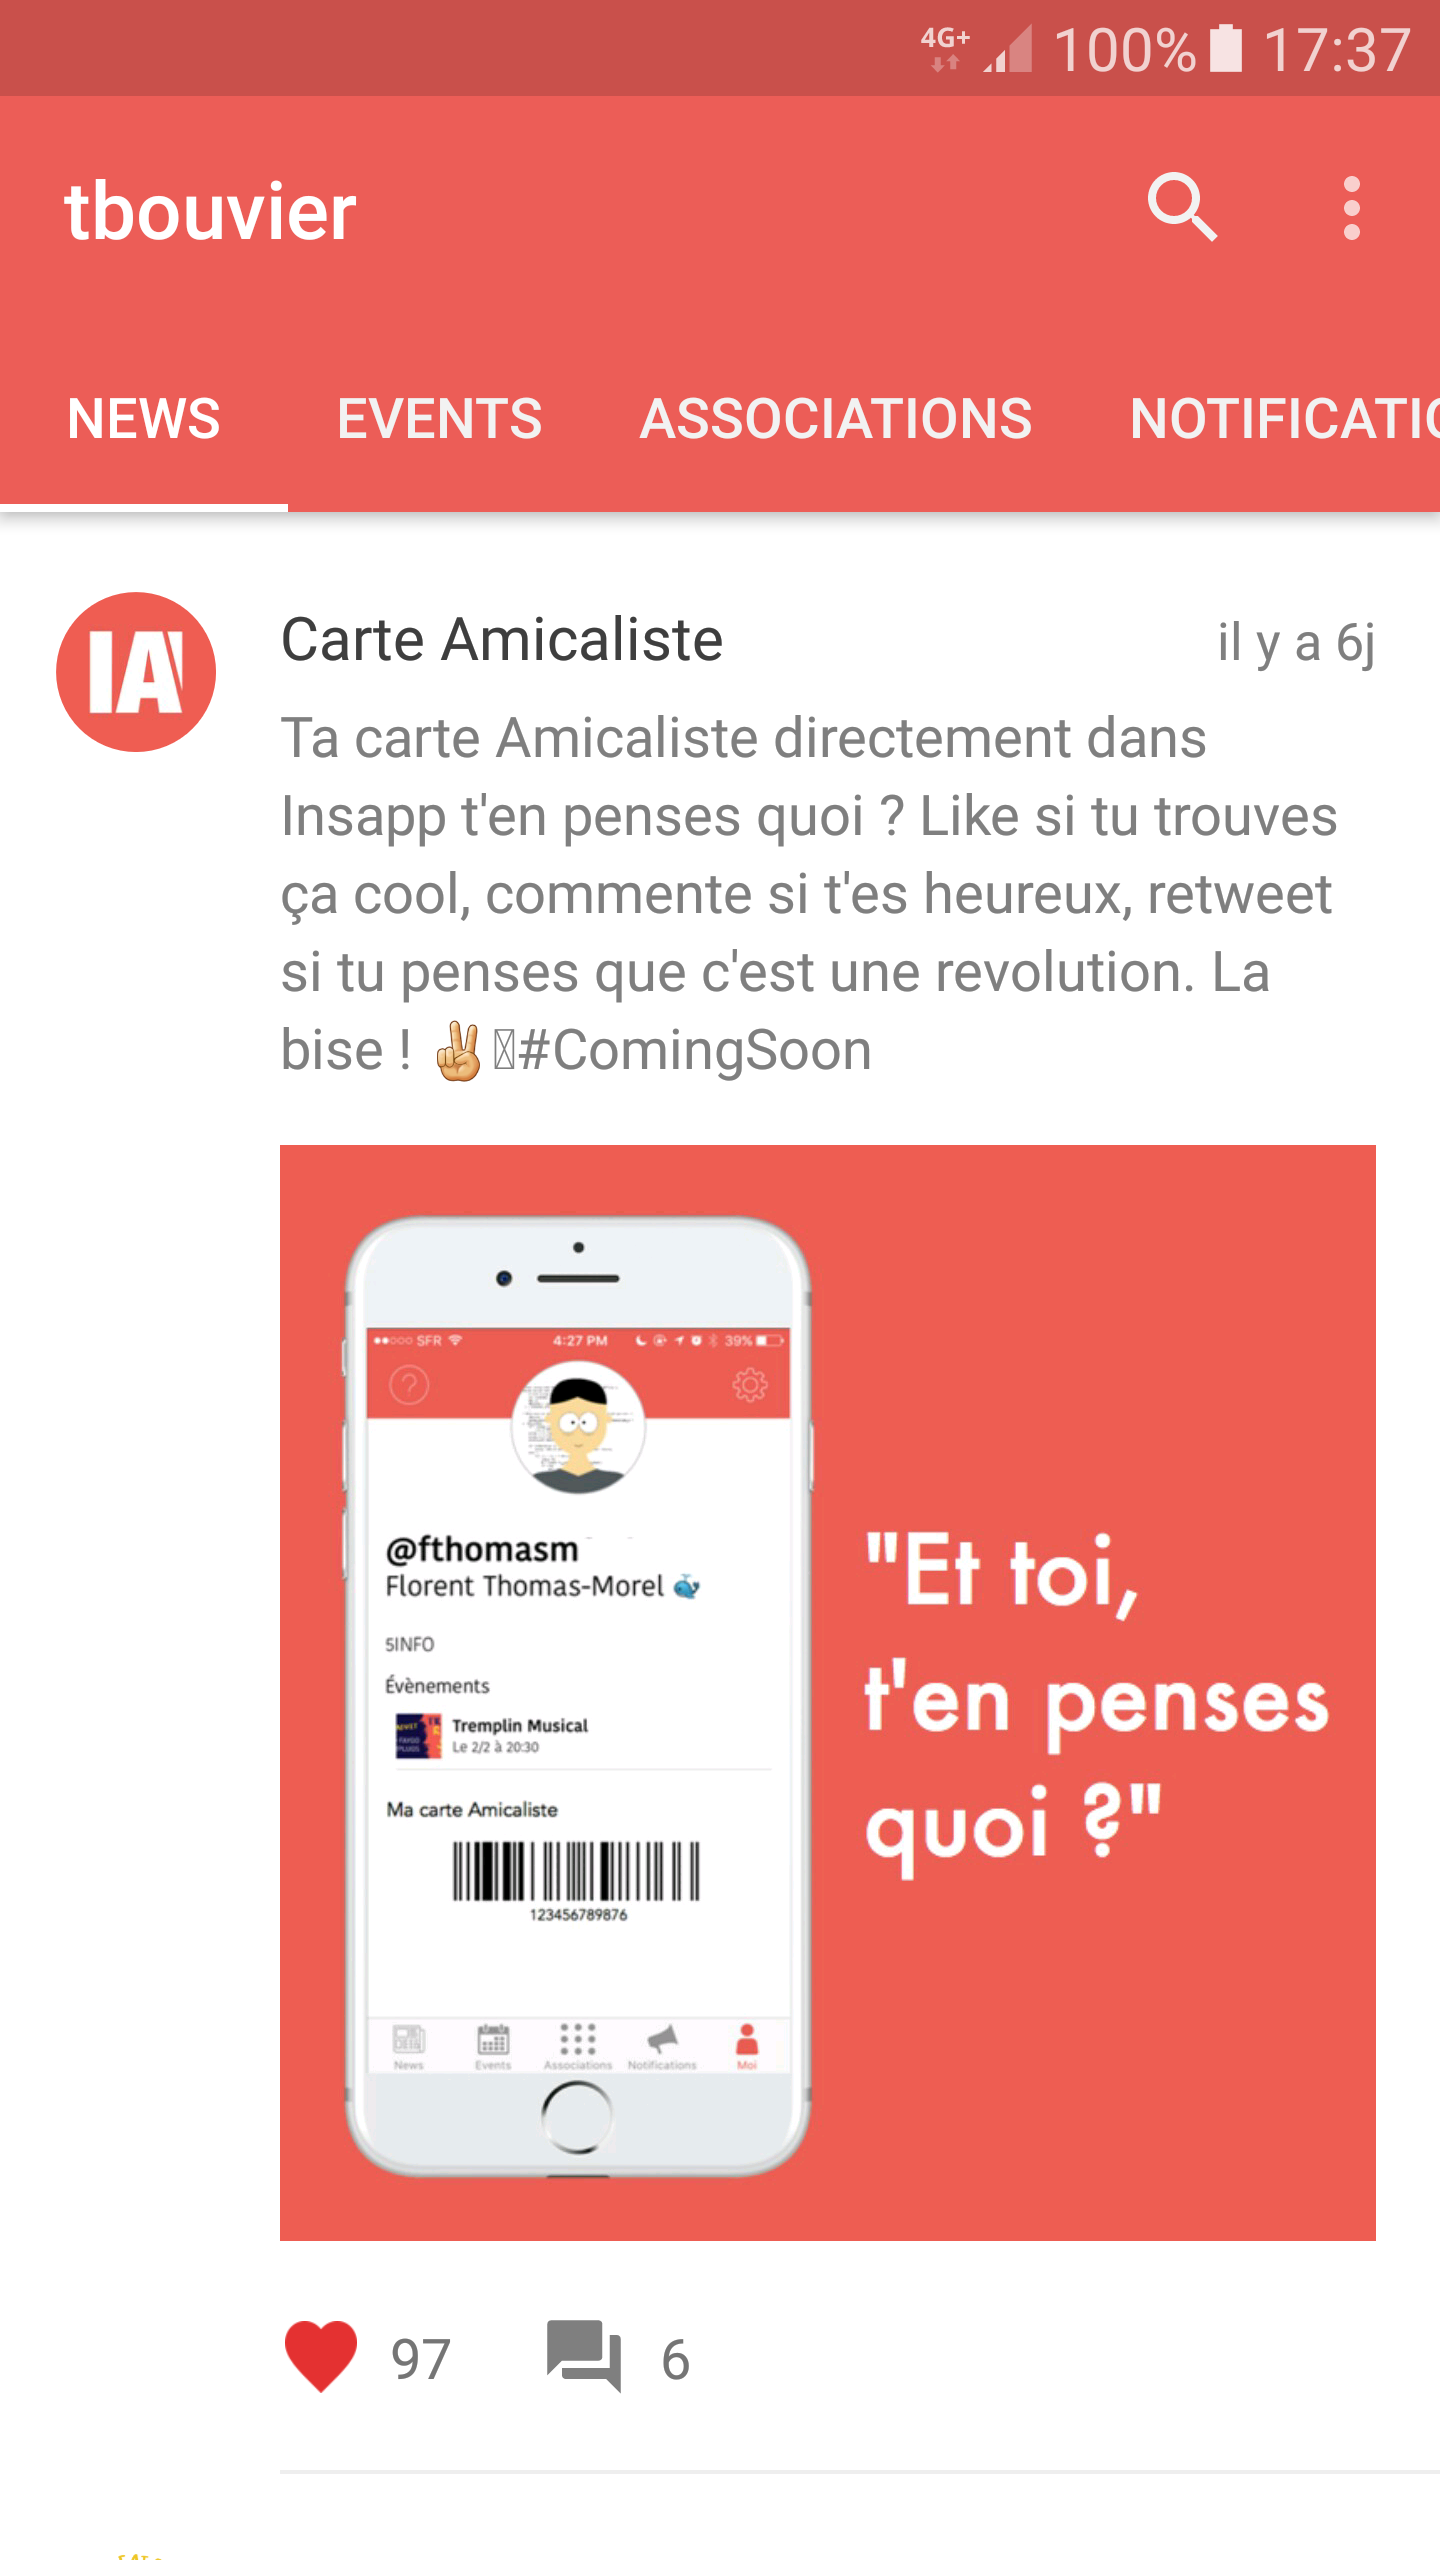 4G+ 100% 17:37
tbouvier
NEWS EVENTS ASSOCIATIONS NOTIFICATIO
IA
Carte Amicaliste il y a 6j
Ta carte Amicaliste directement dans
Insapp t'en penses quoi ? Like si tu trouves
ça cool, commente si t'es heureux, retweet
si tu penses que c'est une revolution. La
bise ! ✌#ComingSoon
SFR 4:27 PM 39%
@fthomasm
Florent Thomas-Morel 🐳
5INFO
Évènements
Tremplin Musical
Le 2/2 à 20:30
Ma carte Amicaliste
123456789876
News Events Associations Notifications Moi
"Et toi,
t'en penses
quoi ?"
97 6